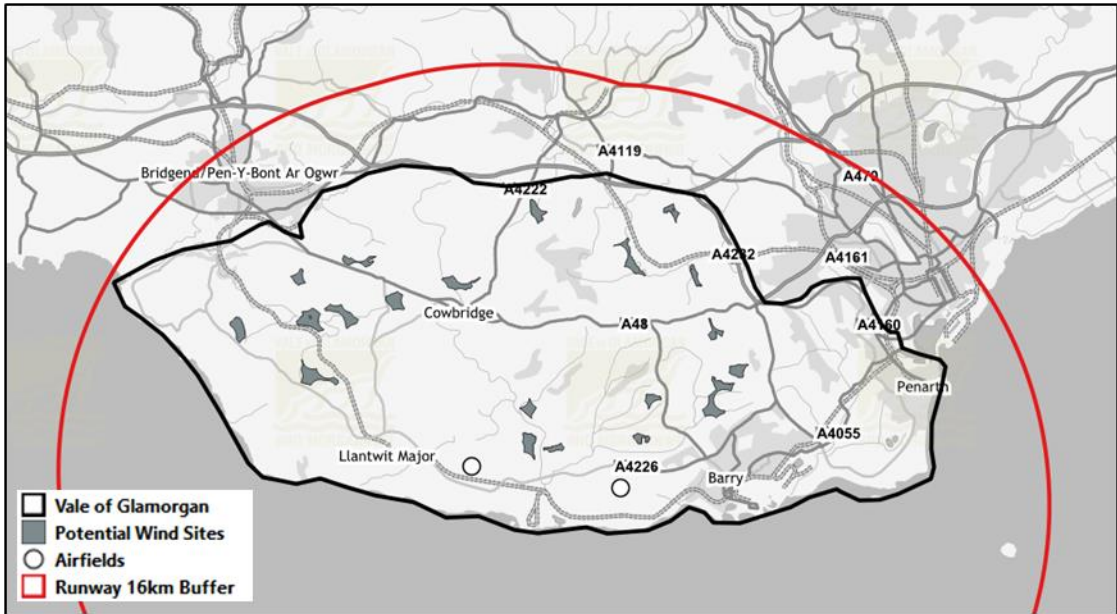 A4119
Bridgend/Pen-Y-Bont Ar Ogwr
A470
A4222
A4232
A4161
Cowbridge
A48
A4160
Penarth
A4055
Llantwit Major
A4226
Barry
Vale of Glamorgan
Potential Wind Sites
Airfields
Runway 16km Buffer